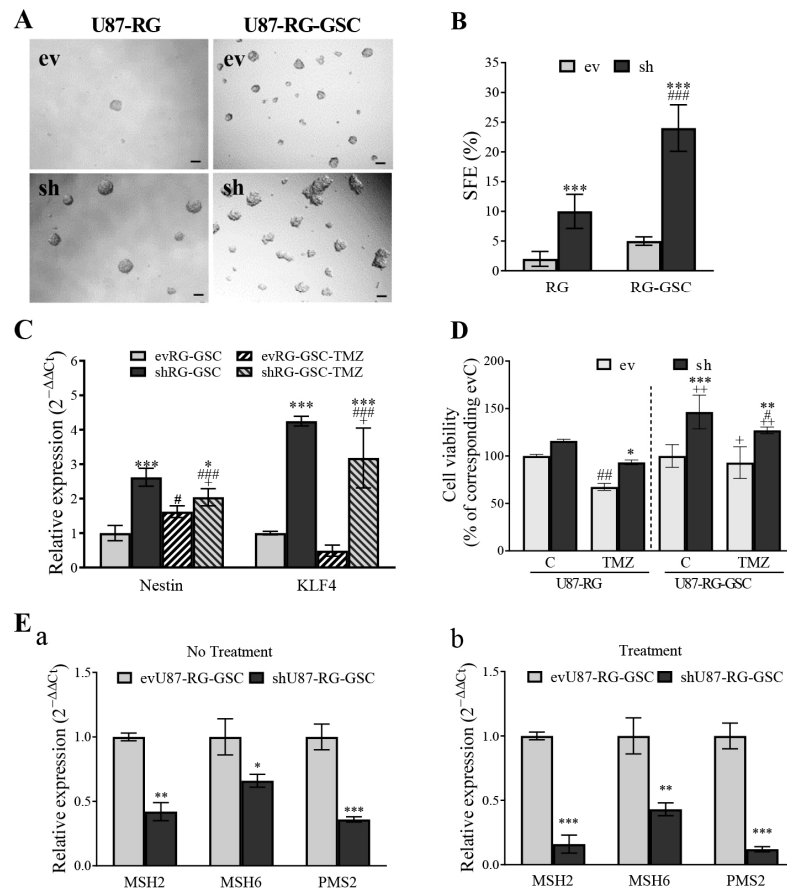 A
U87-RG
U87-RG-GSC
ev
sh
sh
B
ev
sh
SFE (%)
35
30
25
20
15
10
5
0
***
***
###
RG
RG-GSC
C
evRG-GSC
evRG-GSC-TMZ
shRG-GSC
shRG-GSC-TMZ
Relative expression (2−ΔΔCt)
6
5
4
3
2
1
0
***
#
*
###
+
***
***
###
+
Nestin
KLF4
D
ev
sh
Cell viability
(% of corresponding evC)
200
150
100
50
0
##
*
***
++
+
**
#
++
C
TMZ
C
TMZ
U87-RG
U87-RG-GSC
E
a
No Treatment
evU87-RG-GSC
shU87-RG-GSC
Relative expression (2−ΔΔCt)
1.5
1.0
0.5
0.0
**
*
***
MSH2
MSH6
PMS2
b
Treatment
evU87-RG-GSC
shU87-RG-GSC
Relative expression (2−ΔΔCt)
1.5
1.0
0.5
0.0
***
**
***
MSH2
MSH6
PMS2